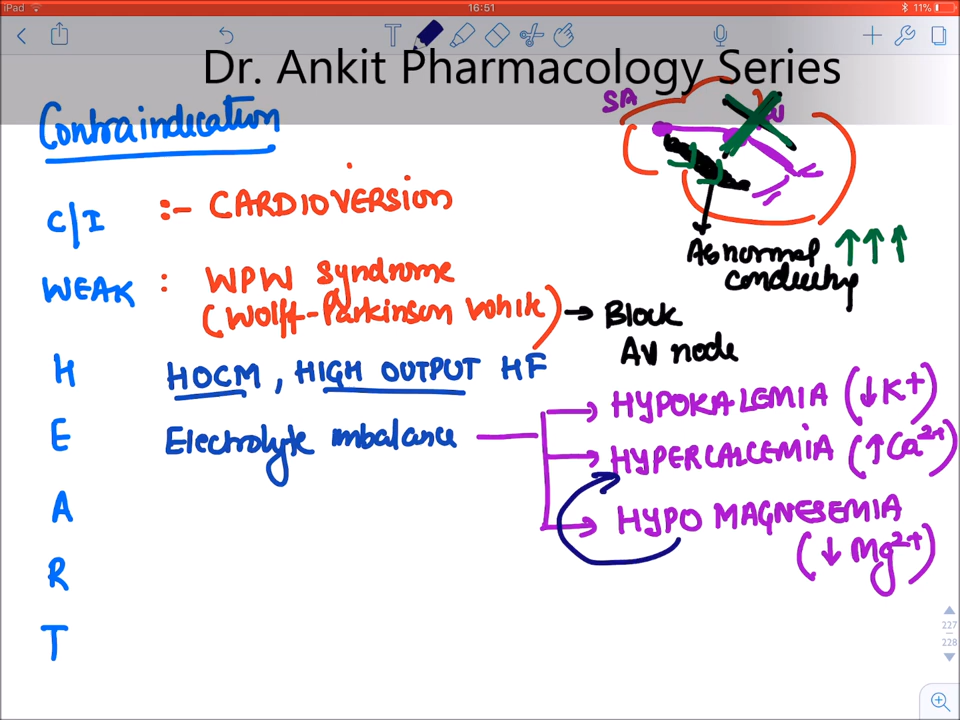 iPad
16:51
11%
T
Dr. Ankit Pharmacology Series
Contraindication
SA
C/I :- CARDIOVERSION
Abnormal ↑↑↑
conductng
WEAK : WPW Syndrome
(Wolff-Parkinson White) → Block
AV node
H HOCM, HIGH OUTPUT HF
E Electrolyte imbalance
HYPOKALEMIA (↓K+)
HYPERCALCEMIA (↑Ca2+)
HYPO MAGNESEMIA
(↓ Mg2+)
A
R
T
227
228